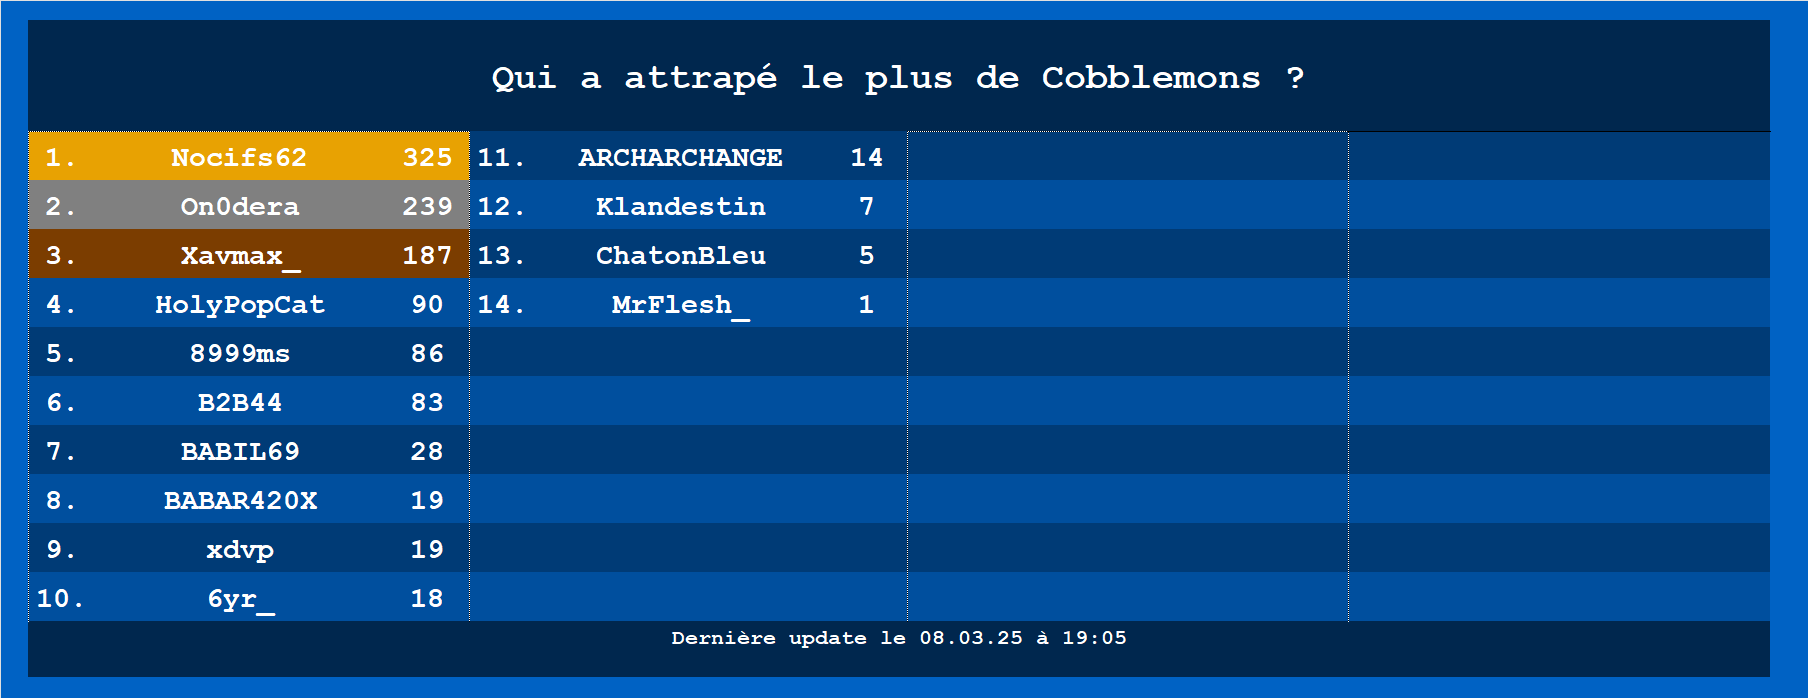 Qui a attrapé le plus de Cobblemons ?
1. Nocifs62 325
2. On0dera 239
3. Xavmax_ 187
4. HolyPopCat 90
5. 8999ms 86
6. B2B44 83
7. BABIL69 28
8. BABAR420X 19
9. xdvp 19
10. 6yr_ 18
11. ARCHARCHANGE 14
12. Klandestin 7
13. ChatonBleu 5
14. MrFlesh_ 1
Dernière update le 08.03.25 à 19:05